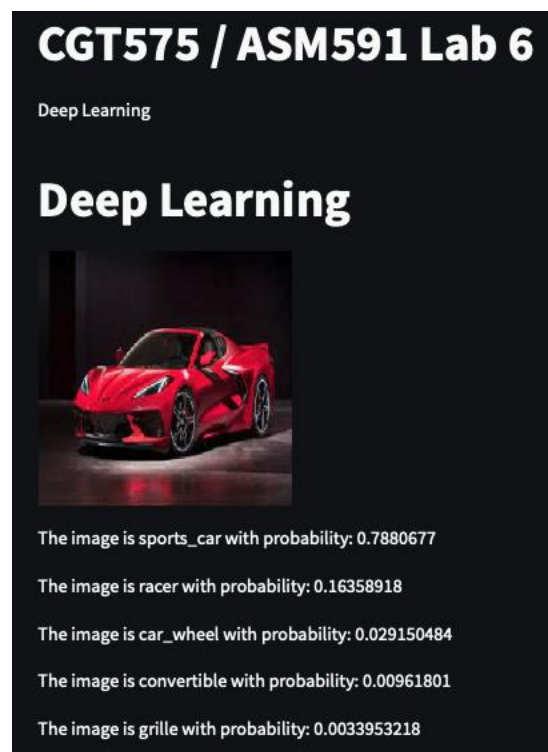 CGT575 / ASM591 Lab 6
Deep Learning
Deep Learning
The image is sports_car with probability: 0.7880677
The image is racer with probability: 0.16358918
The image is car_wheel with probability: 0.029150484
The image is convertible with probability: 0.00961801
The image is grille with probability: 0.0033953218